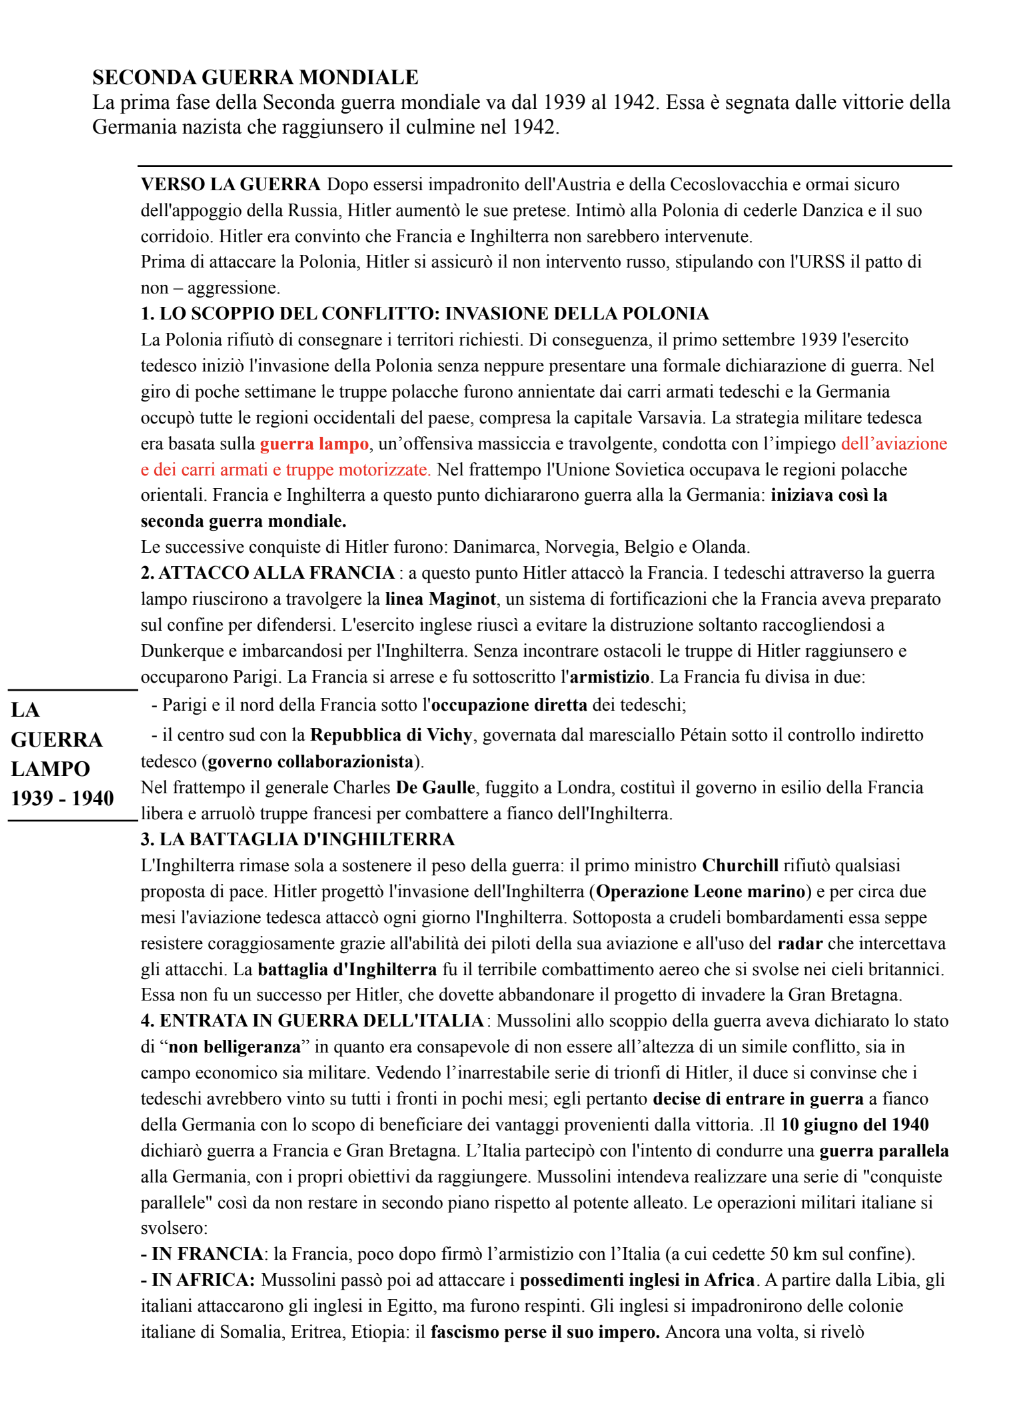 SECONDA GUERRA MONDIALE
La prima fase della Seconda guerra mondiale va dal 1939 al 1942. Essa è segnata dalle vittorie della
Germania nazista che raggiunsero il culmine nel 1942.
VERSO LA GUERRA Dopo essersi impadronito dell'Austria e della Cecoslovacchia e ormai sicuro
dell'appoggio della Russia, Hitler aumentò le sue pretese. Intimò alla Polonia di cederle Danzica e il suo
corridoio. Hitler era convinto che Francia e Inghilterra non sarebbero intervenute.
Prima di attaccare la Polonia, Hitler si assicurò il non intervento russo, stipulando con l'URSS il patto di
non – aggressione.
1. LO SCOPPIO DEL CONFLITTO: INVASIONE DELLA POLONIA
La Polonia rifiutò di consegnare i territori richiesti. Di conseguenza, il primo settembre 1939 l'esercito
tedesco iniziò l'invasione della Polonia senza neppure presentare una formale dichiarazione di guerra. Nel
giro di poche settimane le truppe polacche furono annientate dai carri armati tedeschi e la Germania
occupò tutte le regioni occidentali del paese, compresa la capitale Varsavia. La strategia militare tedesca
era basata sulla guerra lampo, un’offensiva massiccia e travolgente, condotta con l’impiego dell’aviazione
e dei carri armati e truppe motorizzate. Nel frattempo l'Unione Sovietica occupava le regioni polacche
orientali. Francia e Inghilterra a questo punto dichiararono guerra alla la Germania: iniziava così la
seconda guerra mondiale.
Le successive conquiste di Hitler furono: Danimarca, Norvegia, Belgio e Olanda.
2. ATTACCO ALLA FRANCIA : a questo punto Hitler attaccò la Francia. I tedeschi attraverso la guerra
lampo riuscirono a travolgere la linea Maginot, un sistema di fortificazioni che la Francia aveva preparato
sul confine per difendersi. L'esercito inglese riuscì a evitare la distruzione soltanto raccogliendosi a
Dunkerque e imbarcandosi per l'Inghilterra. Senza incontrare ostacoli le truppe di Hitler raggiunsero e
occuparono Parigi. La Francia si arrese e fu sottoscritto l'armistizio. La Francia fu divisa in due:
- Parigi e il nord della Francia sotto l'occupazione diretta dei tedeschi;
- il centro sud con la Repubblica di Vichy, governata dal maresciallo Pétain sotto il controllo indiretto
tedesco (governo collaborazionista).
Nel frattempo il generale Charles De Gaulle, fuggito a Londra, costituì il governo in esilio della Francia
libera e arruolò truppe francesi per combattere a fianco dell'Inghilterra.
LA
GUERRA
LAMPO
1939 - 1940
3. LA BATTAGLIA D'INGHILTERRA
L'Inghilterra rimase sola a sostenere il peso della guerra: il primo ministro Churchill rifiutò qualsiasi
proposta di pace. Hitler progettò l'invasione dell'Inghilterra (Operazione Leone marino) e per circa due
mesi l'aviazione tedesca attaccò ogni giorno l'Inghilterra. Sottoposta a crudeli bombardamenti essa seppe
resistere coraggiosamente grazie all'abilità dei piloti della sua aviazione e all'uso del radar che intercettava
gli attacchi. La battaglia d'Inghilterra fu il terribile combattimento aereo che si svolse nei cieli britannici.
Essa non fu un successo per Hitler, che dovette abbandonare il progetto di invadere la Gran Bretagna.
4. ENTRATA IN GUERRA DELL'ITALIA : Mussolini allo scoppio della guerra aveva dichiarato lo stato
di “non belligeranza” in quanto era consapevole di non essere all’altezza di un simile conflitto, sia in
campo economico sia militare. Vedendo l’inarrestabile serie di trionfi di Hitler, il duce si convinse che i
tedeschi avrebbero vinto su tutti i fronti in pochi mesi; egli pertanto decise di entrare in guerra a fianco
della Germania con lo scopo di beneficiare dei vantaggi provenienti dalla vittoria. .Il 10 giugno del 1940
dichiarò guerra a Francia e Gran Bretagna. L’Italia partecipò con l'intento di condurre una guerra parallela
alla Germania, con i propri obiettivi da raggiungere. Mussolini intendeva realizzare una serie di "conquiste
parallele" così da non restare in secondo piano rispetto al potente alleato. Le operazioni militari italiane si
svolsero:
- IN FRANCIA: la Francia, poco dopo firmò l’armistizio con l’Italia (a cui cedette 50 km sul confine).
- IN AFRICA: Mussolini passò poi ad attaccare i possedimenti inglesi in Africa. A partire dalla Libia, gli
italiani attaccarono gli inglesi in Egitto, ma furono respinti. Gli inglesi si impadronirono delle colonie
italiane di Somalia, Eritrea, Etiopia: il fascismo perse il suo impero. Ancora una volta, si rivelò